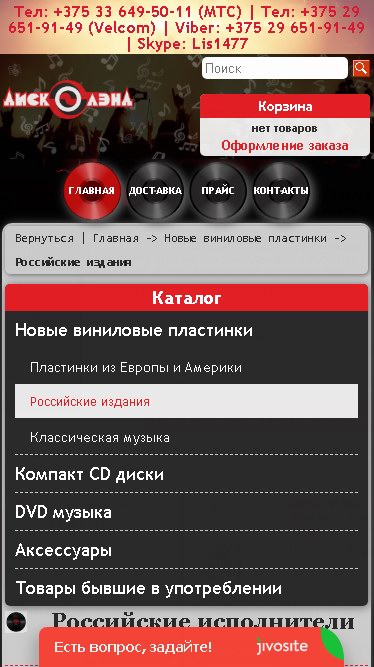 Тел: +375 33 649-50-11 (МТС) | Тел: +375 29
651-91-49 (Velcom) | Viber: +375 29 651-91-49
| Skype: Lis1477
Поиск
ДИСК ЛЭНД
Корзина
нет товаров
Оформление заказа
ГЛАВНАЯ
ДОСТАВКА
ПРАЙС
КОНТАКТЫ
Вернуться | Главная -> Новые виниловые пластинки ->
Российские издания
Каталог
Новые виниловые пластинки
Пластинки из Европы и Америки
Российские издания
Классическая музыка
Компакт CD диски
DVD музыка
Аксессуары
Товары бывшие в употреблении
Российские исполнители
Есть вопрос, задайте!
jivosite